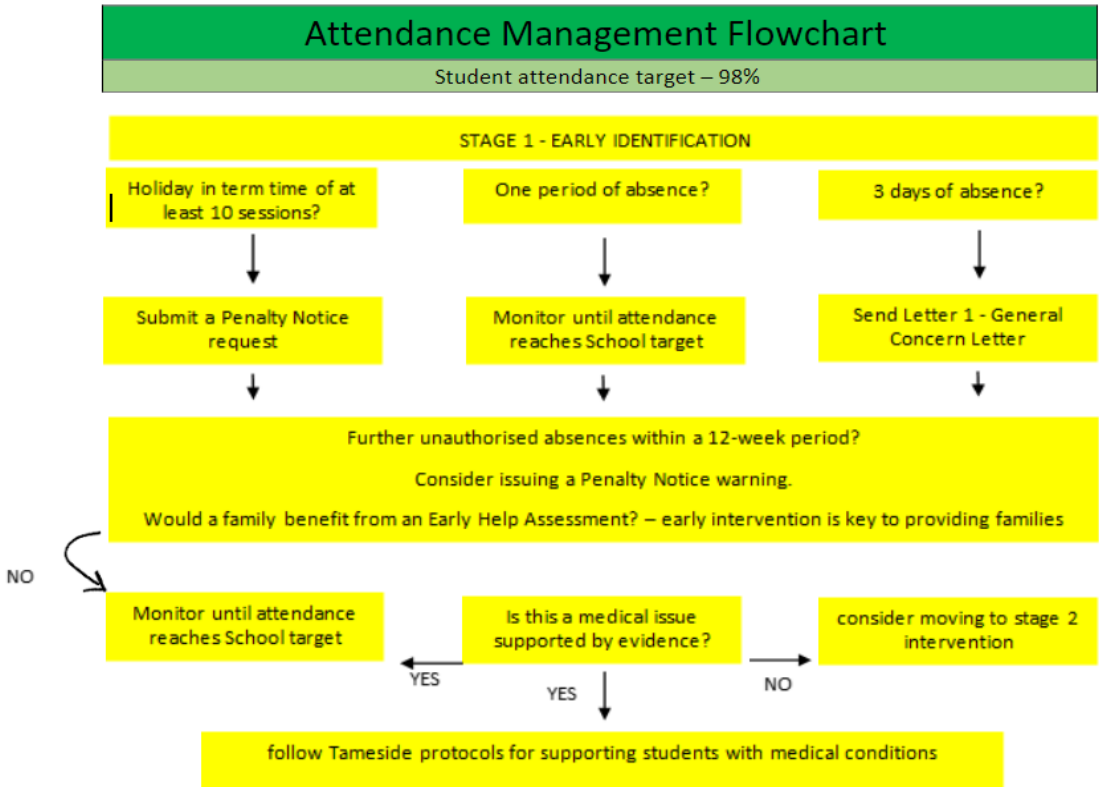 Attendance Management Flowchart
Student attendance target – 98%
STAGE 1 - EARLY IDENTIFICATION
Holiday in term time of at
least 10 sessions?
One period of absence?
3 days of absence?
Submit a Penalty Notice
request
Monitor until attendance
reaches School target
Send Letter 1 - General
Concern Letter
Further unauthorised absences within a 12-week period?
Consider issuing a Penalty Notice warning.
Would a family benefit from an Early Help Assessment? – early intervention is key to providing families
NO
Monitor until attendance
reaches School target
Is this a medical issue
supported by evidence?
consider moving to stage 2
intervention
YES
YES
NO
follow Tameside protocols for supporting students with medical conditions